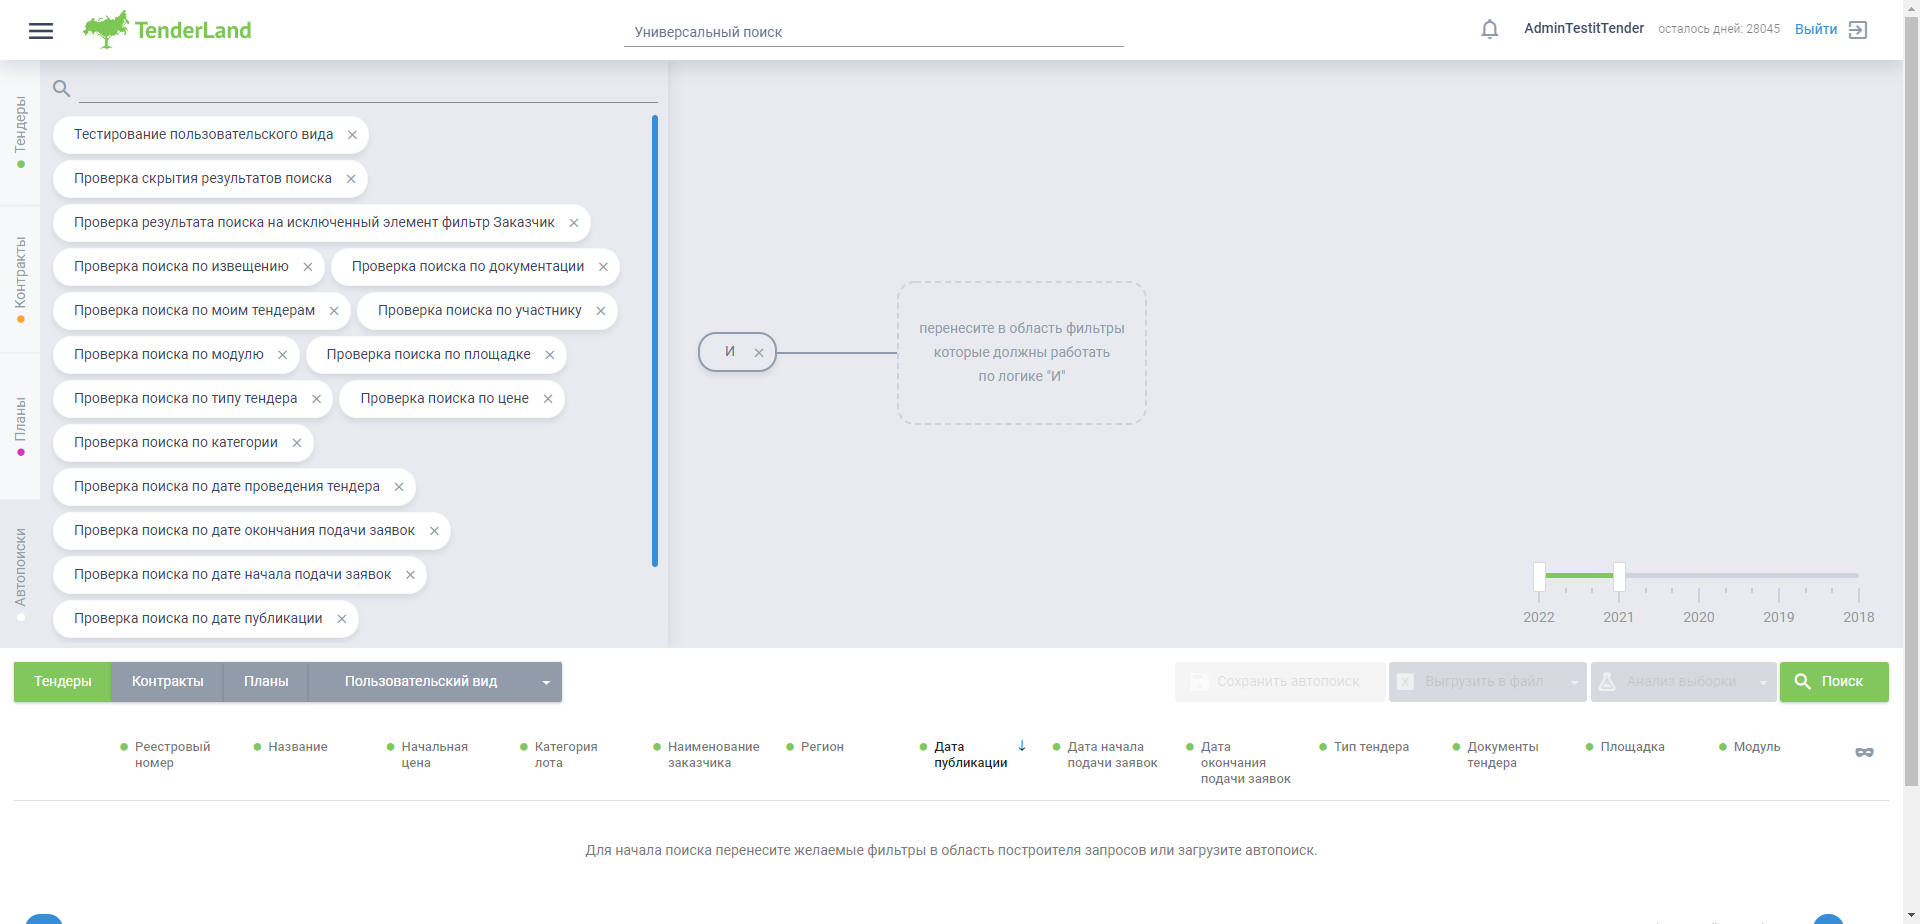 TenderLand
Универсальный поиск
AdminTestitTender
осталось дней: 28045
Выйти
Тендеры
Контракты
Планы
Автопоиски
Тестирование пользовательского вида
Проверка скрытия результатов поиска
Проверка результата поиска на исключенный элемент фильтр Заказчик
Проверка поиска по извещению
Проверка поиска по документации
Проверка поиска по моим тендерам
Проверка поиска по участнику
Проверка поиска по модулю
Проверка поиска по площадке
Проверка поиска по типу тендера
Проверка поиска по цене
Проверка поиска по категории
Проверка поиска по дате проведения тендера
Проверка поиска по дате окончания подачи заявок
Проверка поиска по дате начала подачи заявок
Проверка поиска по дате публикации
И
перенесите в область фильтры
которые должны работать
по логике "И"
2022
2021
2020
2019
2018
Тендеры
Контракты
Планы
Пользовательский вид
Сохранить автопоиск
Выгрузить в файл
Анализ выборки
Поиск
Реестровый
номер
Название
Начальная
цена
Категория
лота
Наименование
заказчика
Регион
Дата
публикации
Дата начала
подачи заявок
Дата
окончания
подачи заявок
Тип тендера
Документы
тендера
Площадка
Модуль
Для начала поиска перенесите желаемые фильтры в область построителя запросов или загрузите автопоиск.